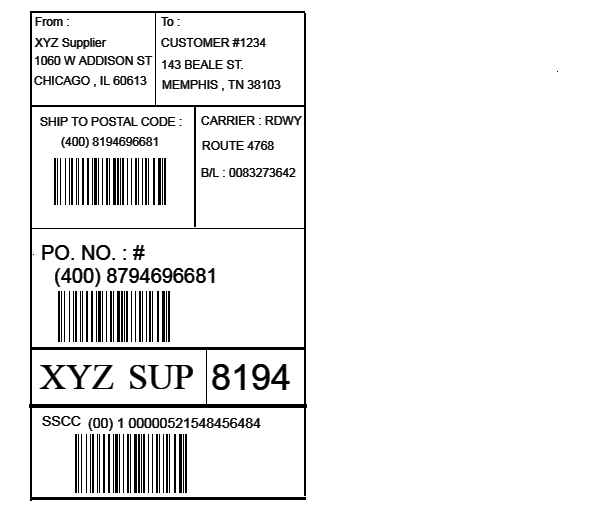 From :
XYZ Supplier
1060 W ADDISON ST
CHICAGO , IL 60613
To :
CUSTOMER #1234
143 BEALE ST.
MEMPHIS , TN 38103
SHIP TO POSTAL CODE :
(400) 8194696681
CARRIER : RDWY
ROUTE 4768
B/L : 0083273642
PO. NO. : #
(400) 8794696681
XYZ SUP
8194
SSCC (00) 1 00000521548456484